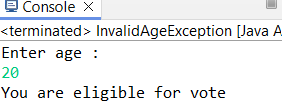 Console
<terminated> InvalidAgeException [Java A
Enter age :
20
You are eligible for vote